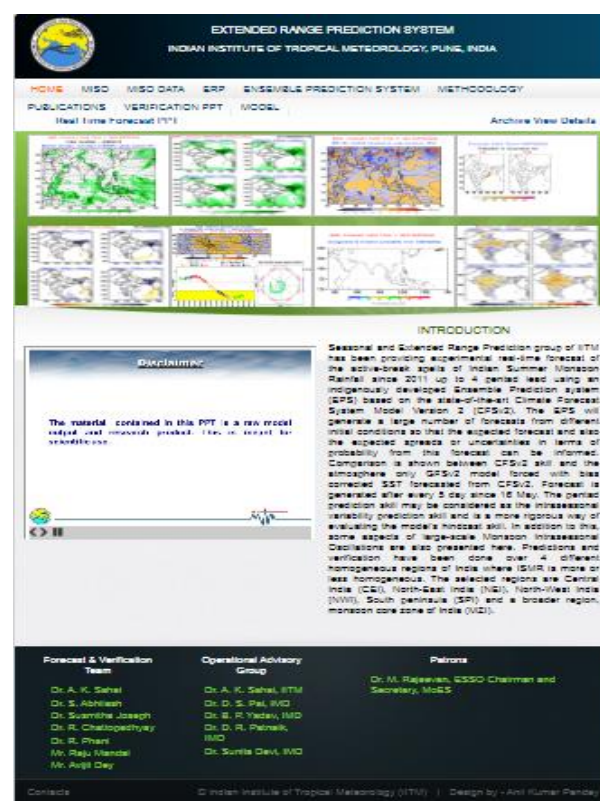 EXTENDED RANGE PREDICTION SYSTEM
INDIAN INSTITUTE OF TROPICAL METEOROLOGY, PUNE, INDIA
HOME MISO MISO DATA ERP ENSEMBLE PREDICTION SYSTEM METHODOLOGY
PUBLICATIONS VERIFICATION PPT MODEL
Real Time Forecast PPT Archive View Details
INTRODUCTION
Disclaimer
The material contained in this PPT is a raw model
output and research product. This is meant for
scientific use.
Seasonal and Extended Range Prediction group of IITM
has been providing experimental real-time forecast of
the active-break spells of Indian Summer Monsoon
Rainfall since 2011 up to 4 pentad lead using an
indigenously developed Ensemble Prediction system
(EPS) based on the state-of-the-art Climate Forecast
System Model Version 2 (CFSv2). The EPS will
generate a large number of forecasts from different
initial conditions so that the expected forecast and also
the expected spreads or uncertainties in terms of
probability from this forecast can be informed.
Comparison is shown between CFSv2 skill and the
atmosphere only GFSv2 model forced with bias
corrected SST forecasted from CFSv2. Forecast is
generated after every 5 day since 16 May. The pentad
prediction skill may be considered as the intraseasonal
variability prediction skill and is a more rigorous way of
evaluating the model's hindcast skill. In addition to this,
some aspects of large-scale Monsoon Intraseasonal
Oscillations are also presented here. Predictions and
verification have been done over 4 different
homogeneous regions of India where ISMR is more or
less homogeneous. The selected regions are Central
India (CEI), North-East India (NEI), North-West India
(NWI), South peninsula (SPI) and a broader region,
monsoon core zone of India (MZI).
Forecast & Verification
Team
Dr. A. K. Sahai
Dr. S. Abhilash
Dr. Susmitha Joseph
Dr. R. Chattopadhyay
Dr. R. Phani
Mr. Raju Mandal
Mr. Avijit Dey
Operational Advisory
Group
Dr. A. K. Sahai, IITM
Dr. D. S. Pai, IMD
Dr. B. P. Yadav, IMD
Dr. D. R. Patnaik,
IMD
Dr. Sunita Devi, IMD
Patrons
Dr. M. Rajeevan, ESSO Chairman and
Secretary, MoES
Contacts © Indian Institute of Tropical Meteorology (IITM) | Design by - Anil Kumar Pandey